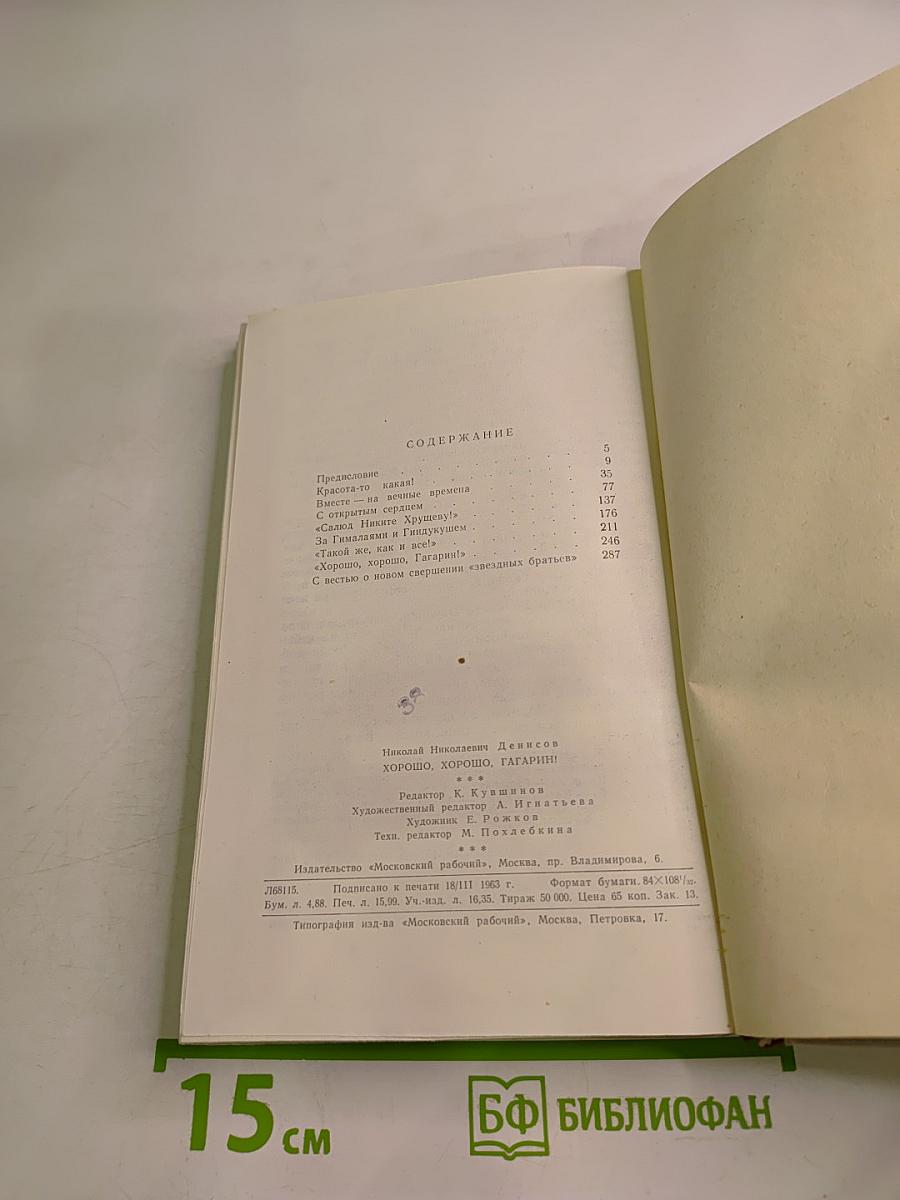 СОДЕРЖАНИЕ
Предисловие . . . . . . . . . 5
Красота-то какая! . . . . . . . . 9
Вместе — на вечные времена . . . . . . 35
С открытым сердцем . . . . . . . 77
«Салюд Никите Хрущеву!» . . . . . . 137
За Гималаями и Гиндукушем . . . . . . 176
«Такой же, как и все!» . . . . . . . 211
«Хорошо, хорошо, Гагарин!» . . . . . . 246
С вестью о новом свершении «звездных братьев» 287
39
Николай Николаевич Денисов
ХОРОШО, ХОРОШО, ГАГАРИН!
* * *
Редактор К. Кувшинов
Художественный редактор А. Игнатьева
Художник Е. Рожков
Техн. редактор М. Похлебкина
* * *
Издательство «Московский рабочий», Москва, пр. Владимирова, 6.
Л68115. Подписано к печати 18/III 1963 г. Формат бумаги. 84×108¹/₃₂.
Бум. л. 4,88. Печ. л. 15,99. Уч.-изд. л. 16,35. Тираж 50 000. Цена 65 коп. Зак. 13.
Типография изд-ва «Московский рабочий», Москва, Петровка, 17.
15 см
БФ БИБЛИОФАН